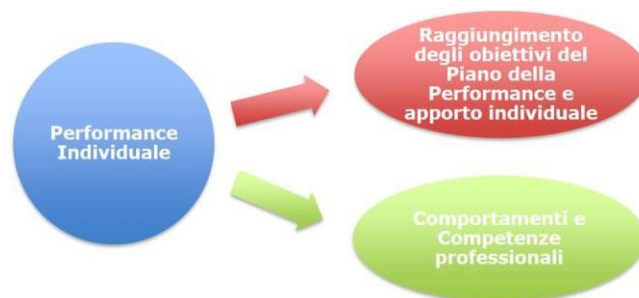 Performance
Individuale
Raggiungimento
degli obiettivi del
Piano della
Performance e
apporto individuale
Comportamenti e
Competenze
professionali